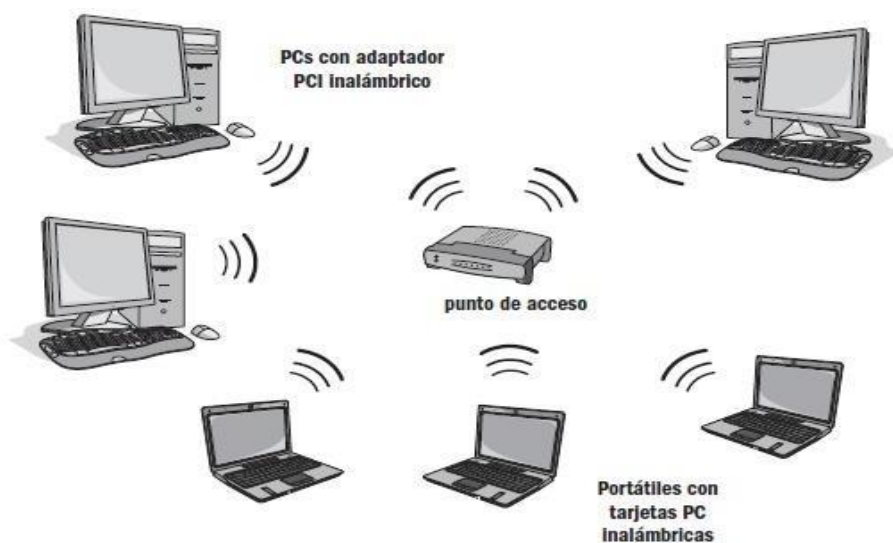 PCs con adaptador
PCI inalámbrico
punto de acceso
Portátiles con
tarjetas PC
inalámbricas